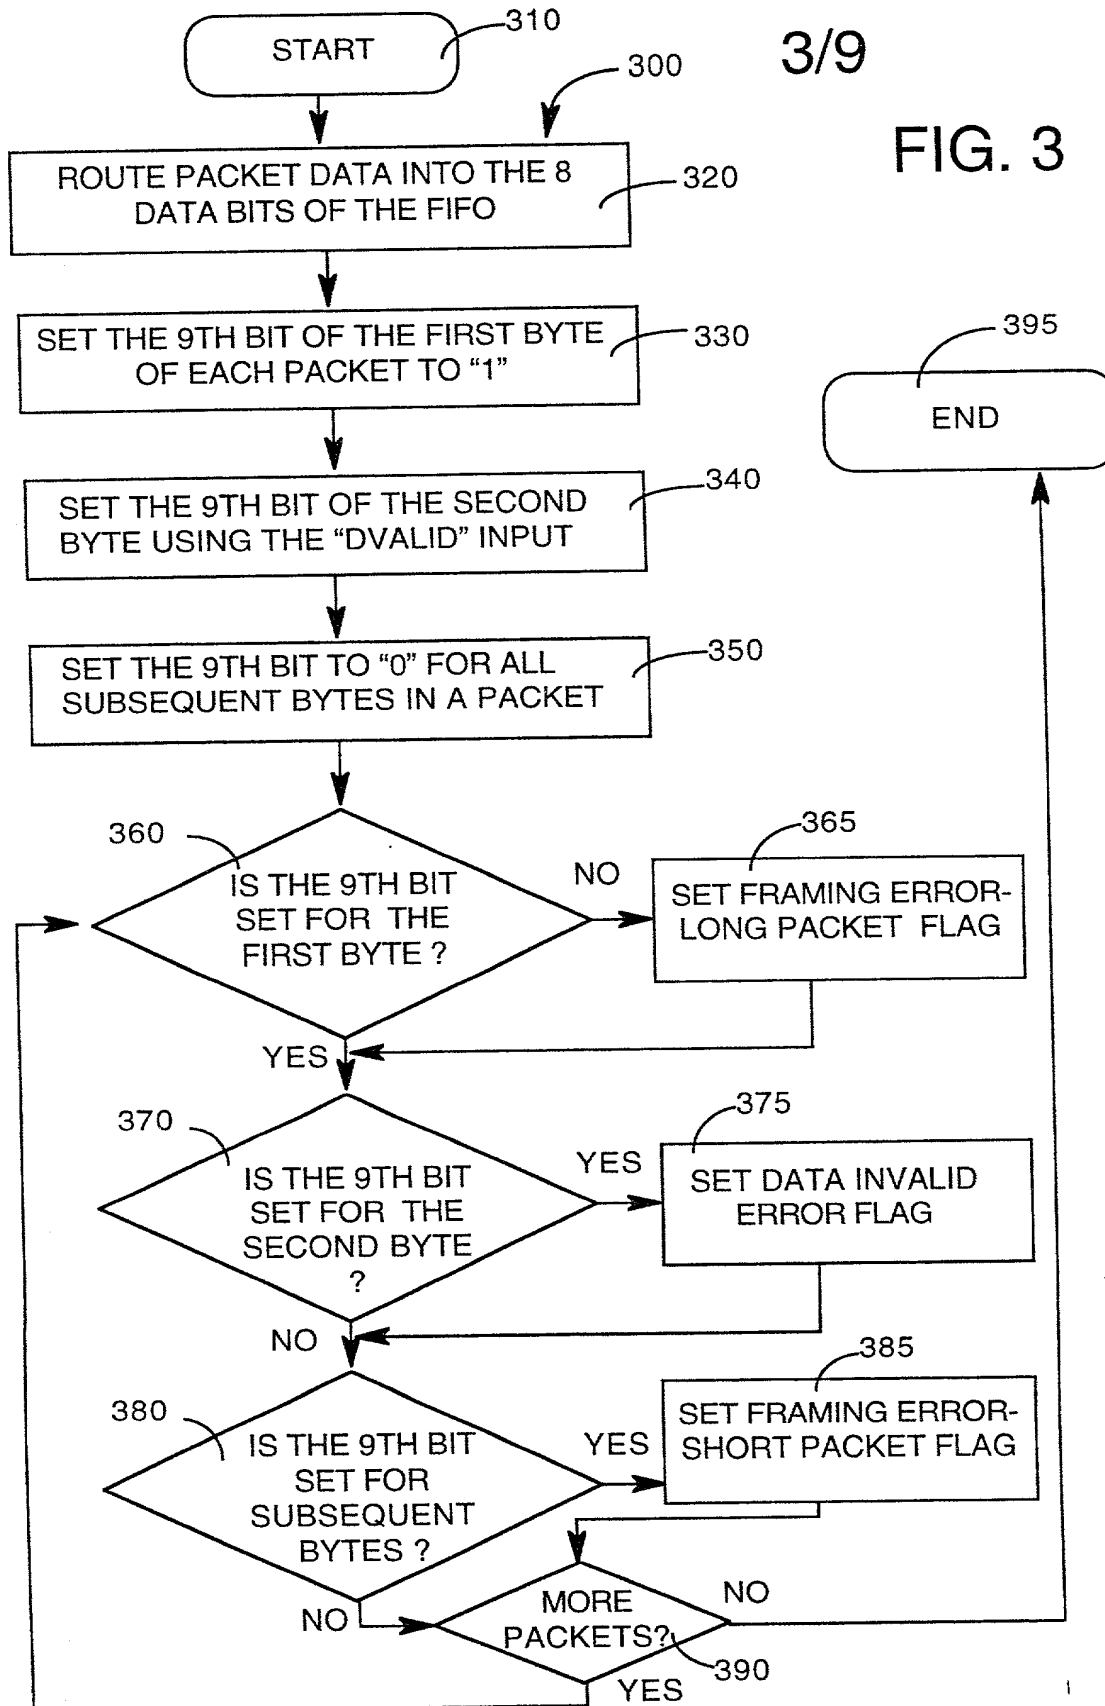 310
START
3/9
300
FIG. 3
ROUTE PACKET DATA INTO THE 8
DATA BITS OF THE FIFO
320
SET THE 9TH BIT OF THE FIRST BYTE
OF EACH PACKET TO “1”
330
395
END
SET THE 9TH BIT OF THE SECOND
BYTE USING THE “DVALID” INPUT
340
SET THE 9TH BIT TO “0” FOR ALL
SUBSEQUENT BYTES IN A PACKET
350
360
IS THE 9TH BIT
SET FOR THE
FIRST BYTE ?
NO
365
SET FRAMING ERROR-
LONG PACKET FLAG
YES
370
IS THE 9TH BIT
SET FOR THE
SECOND BYTE
?
YES
375
SET DATA INVALID
ERROR FLAG
NO
380
IS THE 9TH BIT
SET FOR
SUBSEQUENT
BYTES ?
YES
385
SET FRAMING ERROR-
SHORT PACKET FLAG
NO
MORE
PACKETS?
NO
390
YES